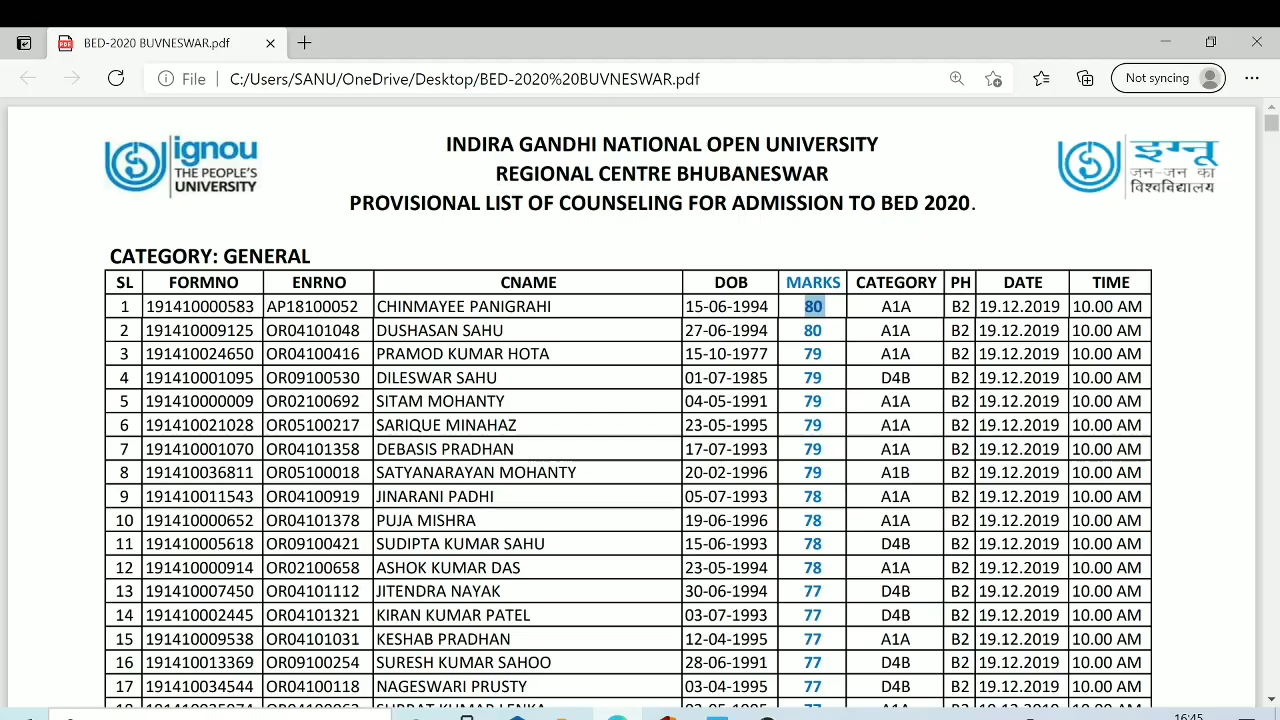 BED-2020 BUVNESWAR.pdf
File C:/Users/SANU/OneDrive/Desktop/BED-2020%20BUVNESWAR.pdf Not syncing
ignou
THE PEOPLE'S
UNIVERSITY
INDIRA GANDHI NATIONAL OPEN UNIVERSITY
REGIONAL CENTRE BHUBANESWAR
PROVISIONAL LIST OF COUNSELING FOR ADMISSION TO BED 2020.
इग्नू
जन-जन का
विश्वविद्यालय
CATEGORY: GENERAL
SL FORMNO ENRNO CNAME DOB MARKS CATEGORY PH DATE TIME
1 191410000583 AP18100052 CHINMAYEE PANIGRAHI 15-06-1994 80 A1A B2 19.12.2019 10.00 AM
2 191410009125 OR04101048 DUSHASAN SAHU 27-06-1994 80 A1A B2 19.12.2019 10.00 AM
3 191410024650 OR04100416 PRAMOD KUMAR HOTA 15-10-1977 79 A1A B2 19.12.2019 10.00 AM
4 191410001095 OR09100530 DILESWAR SAHU 01-07-1985 79 D4B B2 19.12.2019 10.00 AM
5 191410000009 OR02100692 SITAM MOHANTY 04-05-1991 79 A1A B2 19.12.2019 10.00 AM
6 191410021028 OR05100217 SARIQUE MINAHAZ 23-05-1995 79 A1A B2 19.12.2019 10.00 AM
7 191410001070 OR04101358 DEBASIS PRADHAN 17-07-1993 79 A1A B2 19.12.2019 10.00 AM
8 191410036811 OR05100018 SATYANARAYAN MOHANTY 20-02-1996 79 A1B B2 19.12.2019 10.00 AM
9 191410011543 OR04100919 JINARANI PADHI 05-07-1993 78 A1A B2 19.12.2019 10.00 AM
10 191410000652 OR04101378 PUJA MISHRA 19-06-1996 78 A1A B2 19.12.2019 10.00 AM
11 191410005618 OR09100421 SUDIPTA KUMAR SAHU 15-06-1993 78 D4B B2 19.12.2019 10.00 AM
12 191410000914 OR02100658 ASHOK KUMAR DAS 23-05-1994 78 A1A B2 19.12.2019 10.00 AM
13 191410007450 OR04101112 JITENDRA NAYAK 30-06-1994 77 D4B B2 19.12.2019 10.00 AM
14 191410002445 OR04101321 KIRAN KUMAR PATEL 03-07-1993 77 D4B B2 19.12.2019 10.00 AM
15 191410009538 OR04101031 KESHAB PRADHAN 12-04-1995 77 A1A B2 19.12.2019 10.00 AM
16 191410013369 OR09100254 SURESH KUMAR SAHOO 28-06-1991 77 D4B B2 19.12.2019 10.00 AM
17 191410034544 OR04100118 NAGESWARI PRUSTY 03-04-1995 77 D4B B2 19.12.2019 10.00 AM
16:45